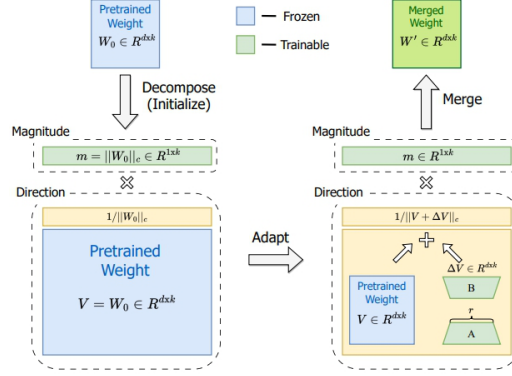 Pretrained
Weight
W₀ ∈ R^{dxk}
Frozen
Trainable
Merged
Weight
W′ ∈ R^{dxk}
Decompose
(Initialize)
Merge
Magnitude
m = ||W₀||_c ∈ R^{1xk}
Direction
1/||W₀||_c
Pretrained
Weight
V = W₀ ∈ R^{dxk}
Adapt
Magnitude
m ∈ R^{1xk}
Direction
1/||V + ΔV||_c
Pretrained
Weight
V ∈ R^{dxk}
ΔV ∈ R^{dxk}
B
r
A